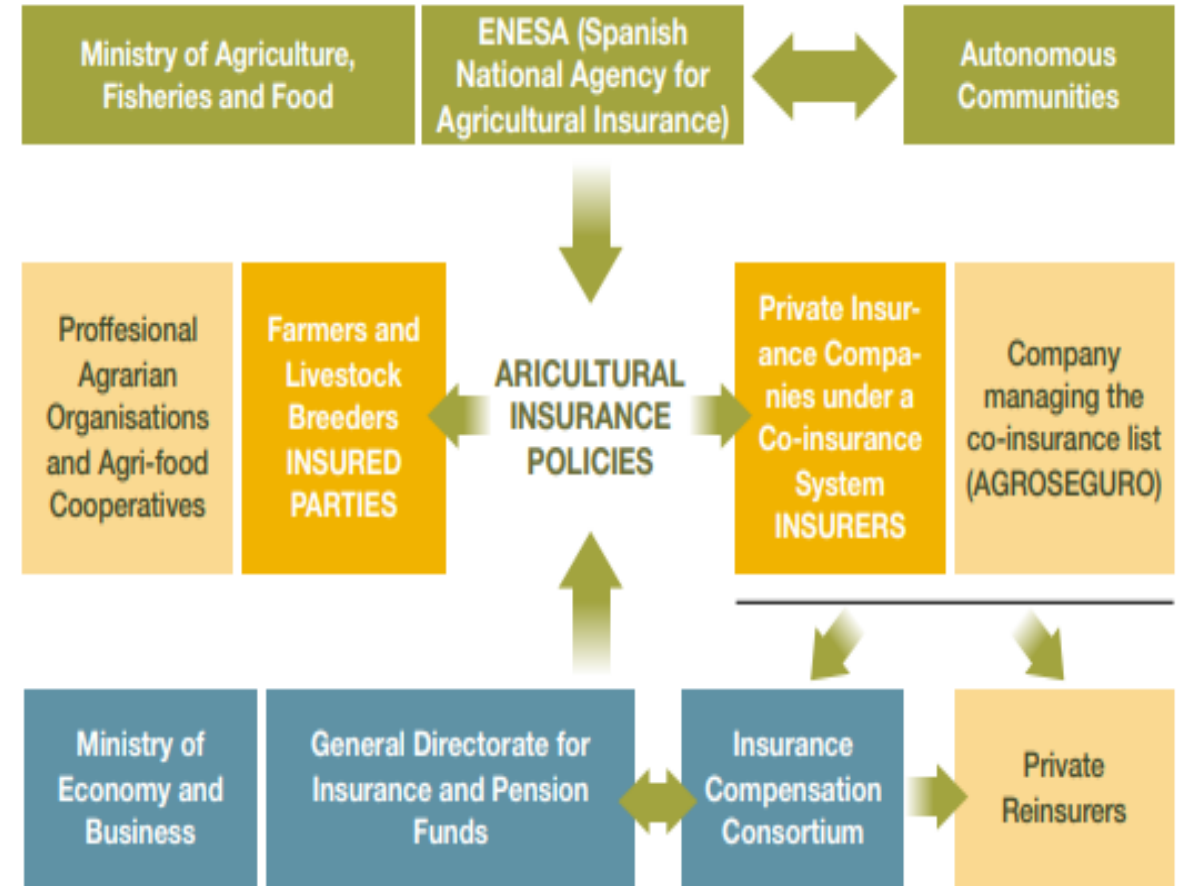 Ministry of Agriculture,
Fisheries and Food
ENESA (Spanish
National Agency for
Agricultural Insurance)
Autonomous
Communities
Proffesional
Agrarian
Organisations
and Agri-food
Cooperatives
Farmers and
Livestock
Breeders
INSURED
PARTIES
ARICULTURAL
INSURANCE
POLICIES
Private Insur-
ance Compa-
nies under a
Co-insurance
System
INSURERS
Company
managing the
co-insurance list
(AGROSEGURO)
Ministry of
Economy and
Business
General Directorate for
Insurance and Pension
Funds
Insurance
Compensation
Consortium
Private
Reinsurers